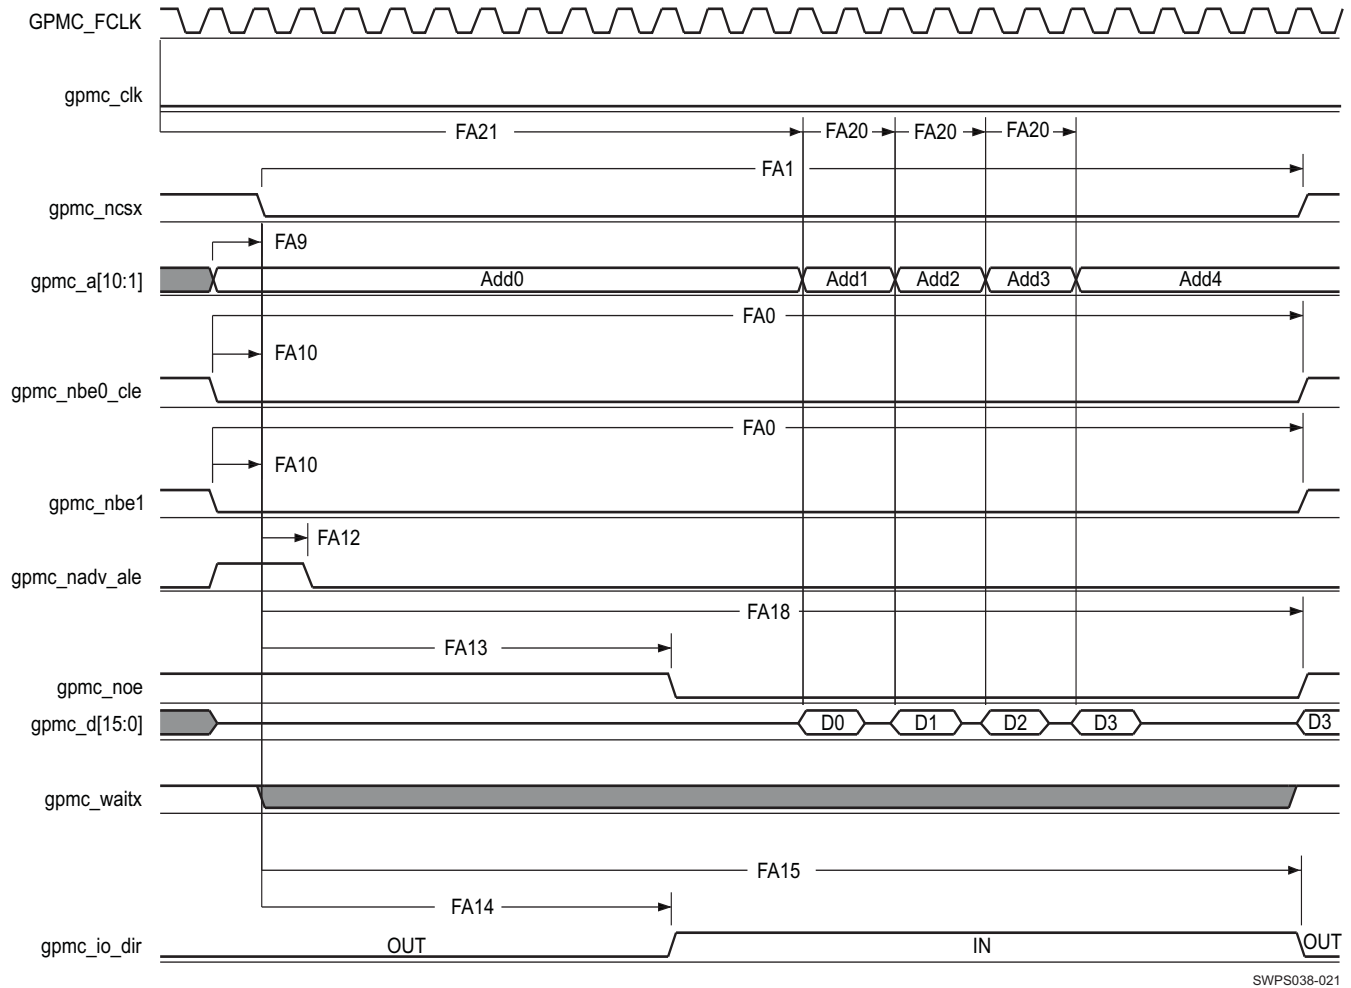 GPMC_FCLK
gpmc_clk
FA21 FA20 FA20 FA20
FA1
gpmc_ncsx
FA9
gpmc_a[10:1] Add0 Add1 Add2 Add3 Add4
FA0
FA10
gpmc_nbe0_cle
FA0
FA10
gpmc_nbe1
FA12
gpmc_nadv_ale
FA18
FA13
gpmc_noe
gpmc_d[15:0] D0 D1 D2 D3 D3
gpmc_waitx
FA15
FA14
gpmc_io_dir OUT IN OUT
SWPS038-021